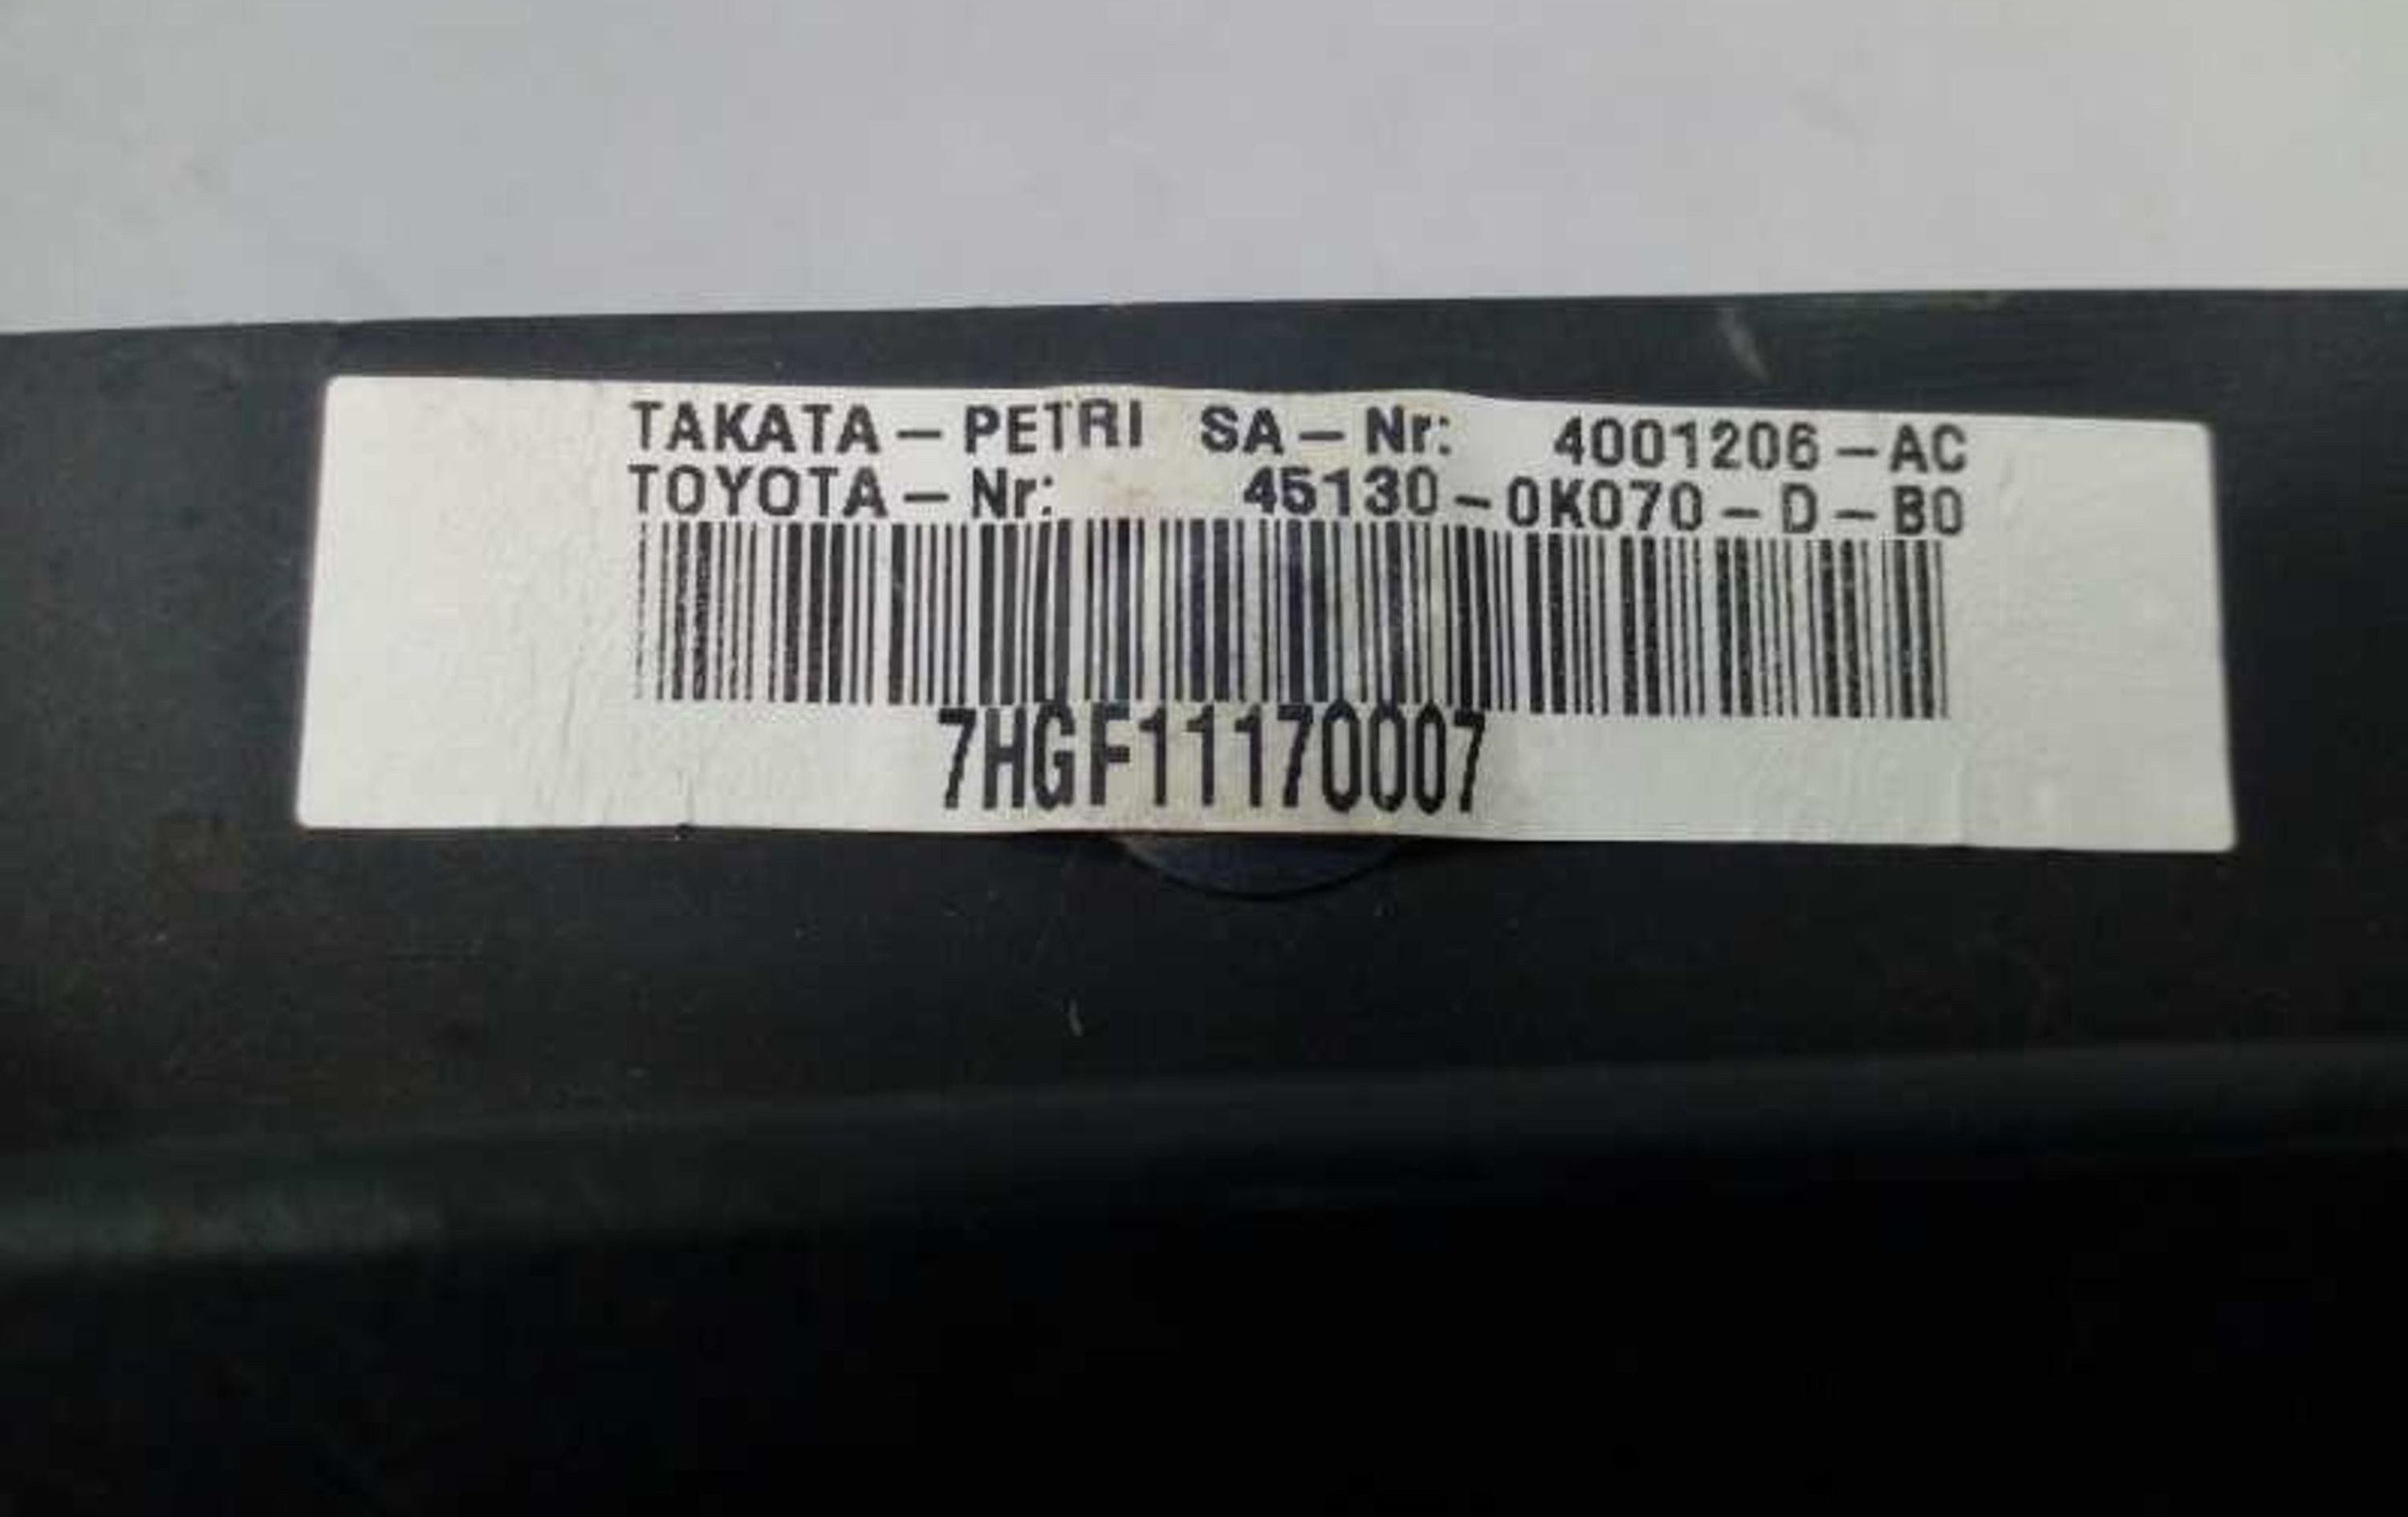 TAKATA-PETRI SA-Nr: 4001206-AC
TOYOTA-Nr: 45130-0K070-D-B0
7HGF11170007